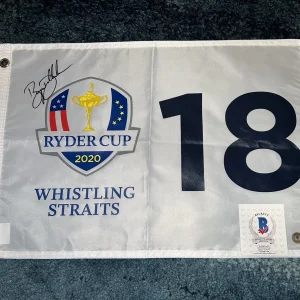 RYDER CUP
2020
WHISTLING
STRAITS
18